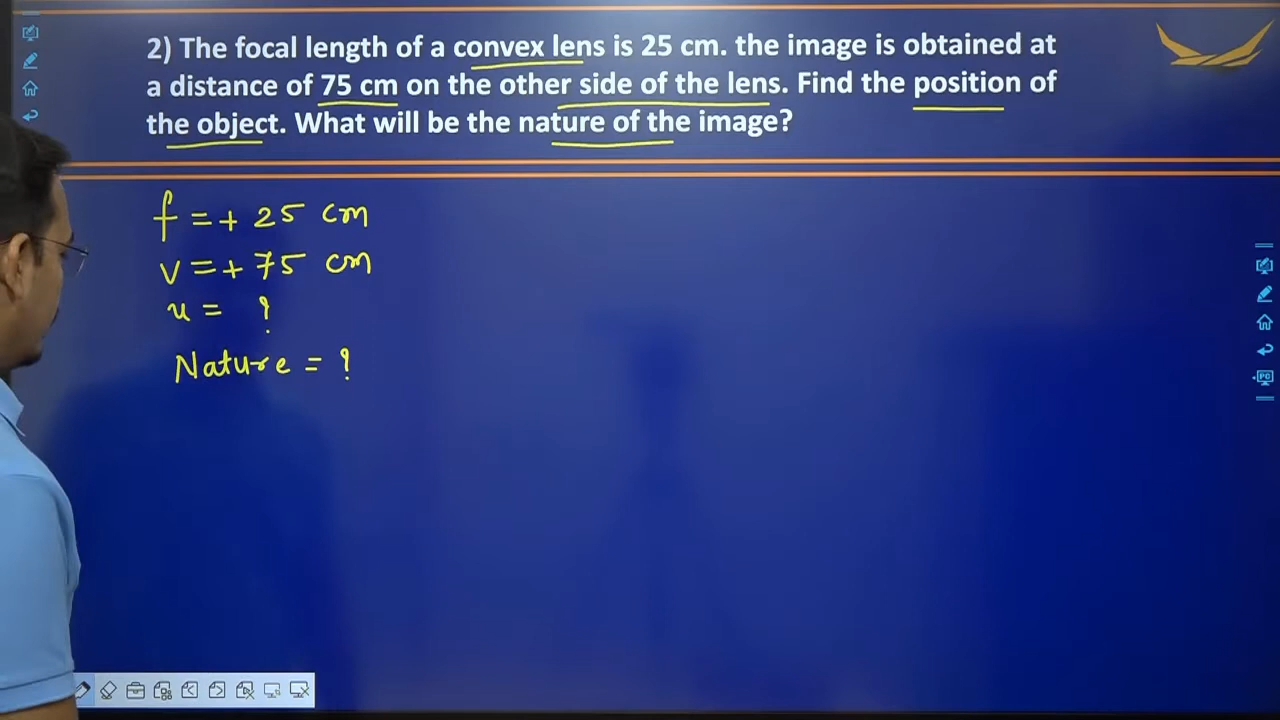 2) The focal length of a convex lens is 25 cm. the image is obtained at
a distance of 75 cm on the other side of the lens. Find the position of
the object. What will be the nature of the image?
f = + 25 cm
v = + 75 cm
u = ?
Nature = ?
PC